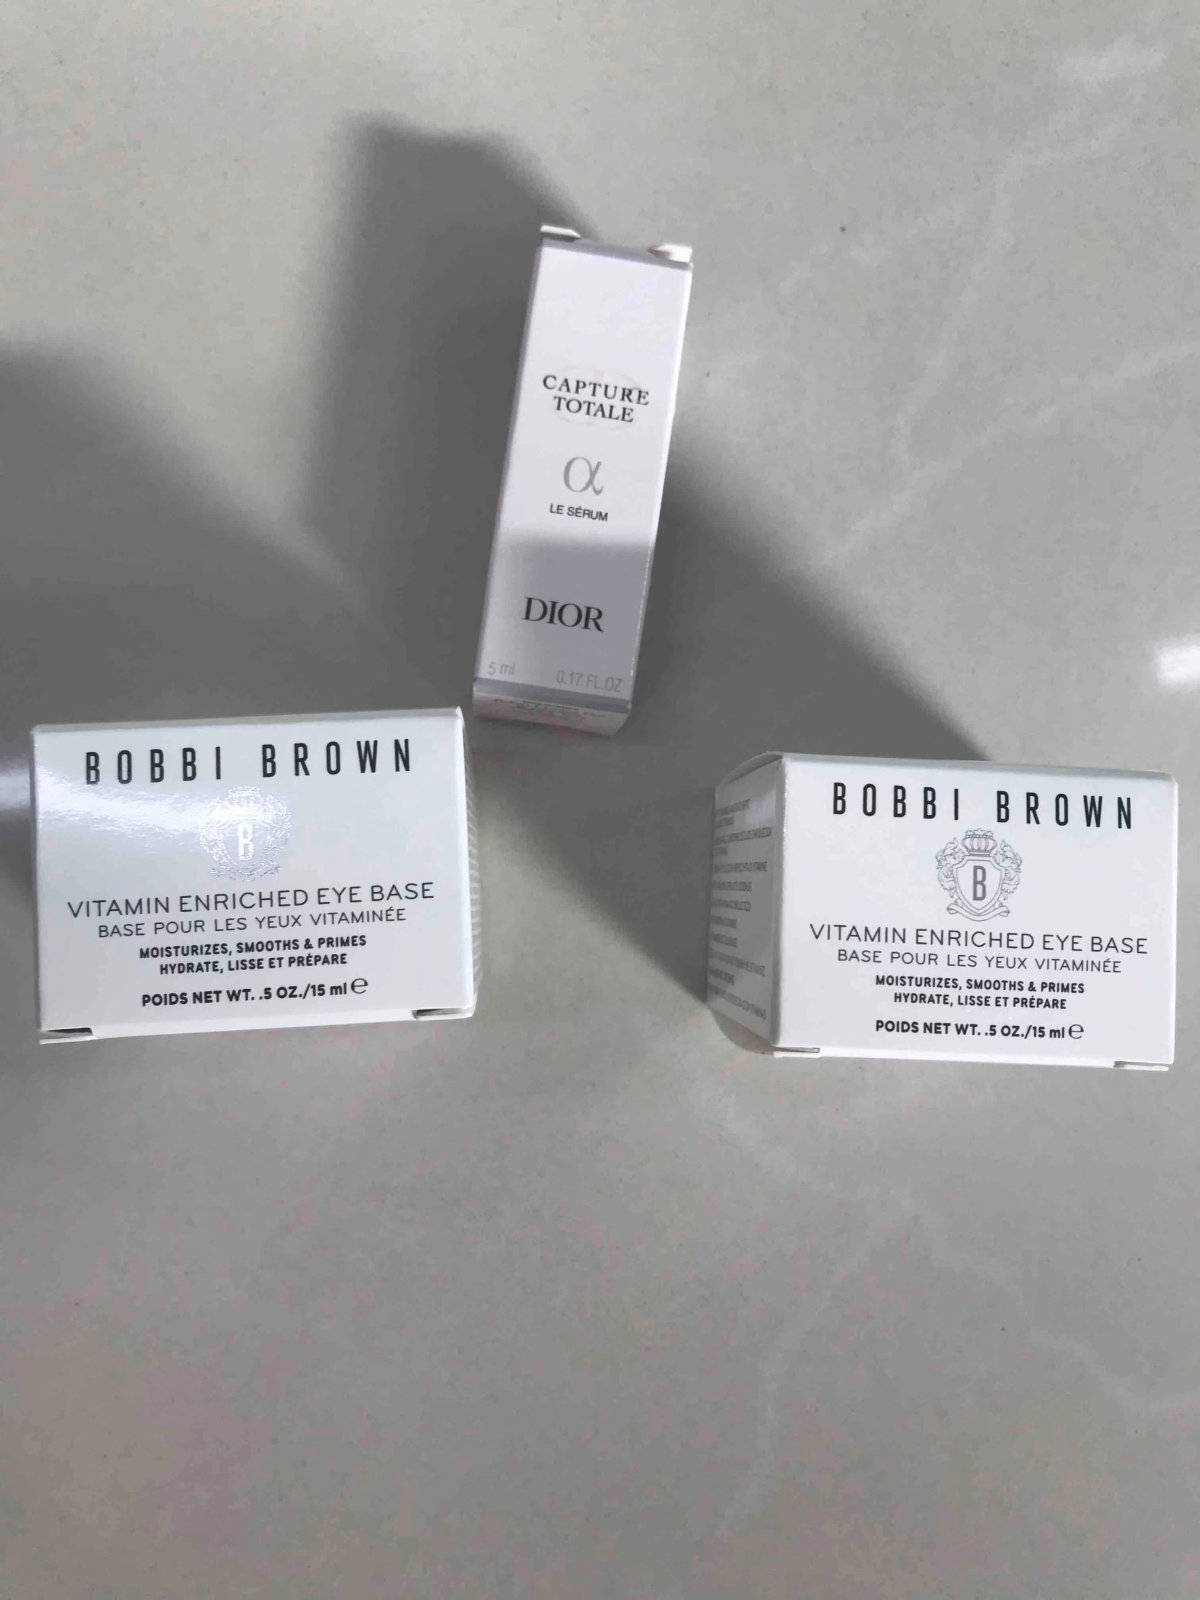 CAPTURE
TOTALE
α
LE SÉRUM
DIOR
5 ml 0.17 FL.OZ
BOBBI BROWN
B
VITAMIN ENRICHED EYE BASE
BASE POUR LES YEUX VITAMINÉE
MOISTURIZES, SMOOTHS & PRIMES
HYDRATE, LISSE ET PRÉPARE
POIDS NET WT. .5 OZ./15 ml ℮
BOBBI BROWN
B
VITAMIN ENRICHED EYE BASE
BASE POUR LES YEUX VITAMINÉE
MOISTURIZES, SMOOTHS & PRIMES
HYDRATE, LISSE ET PRÉPARE
POIDS NET WT. .5 OZ./15 ml ℮